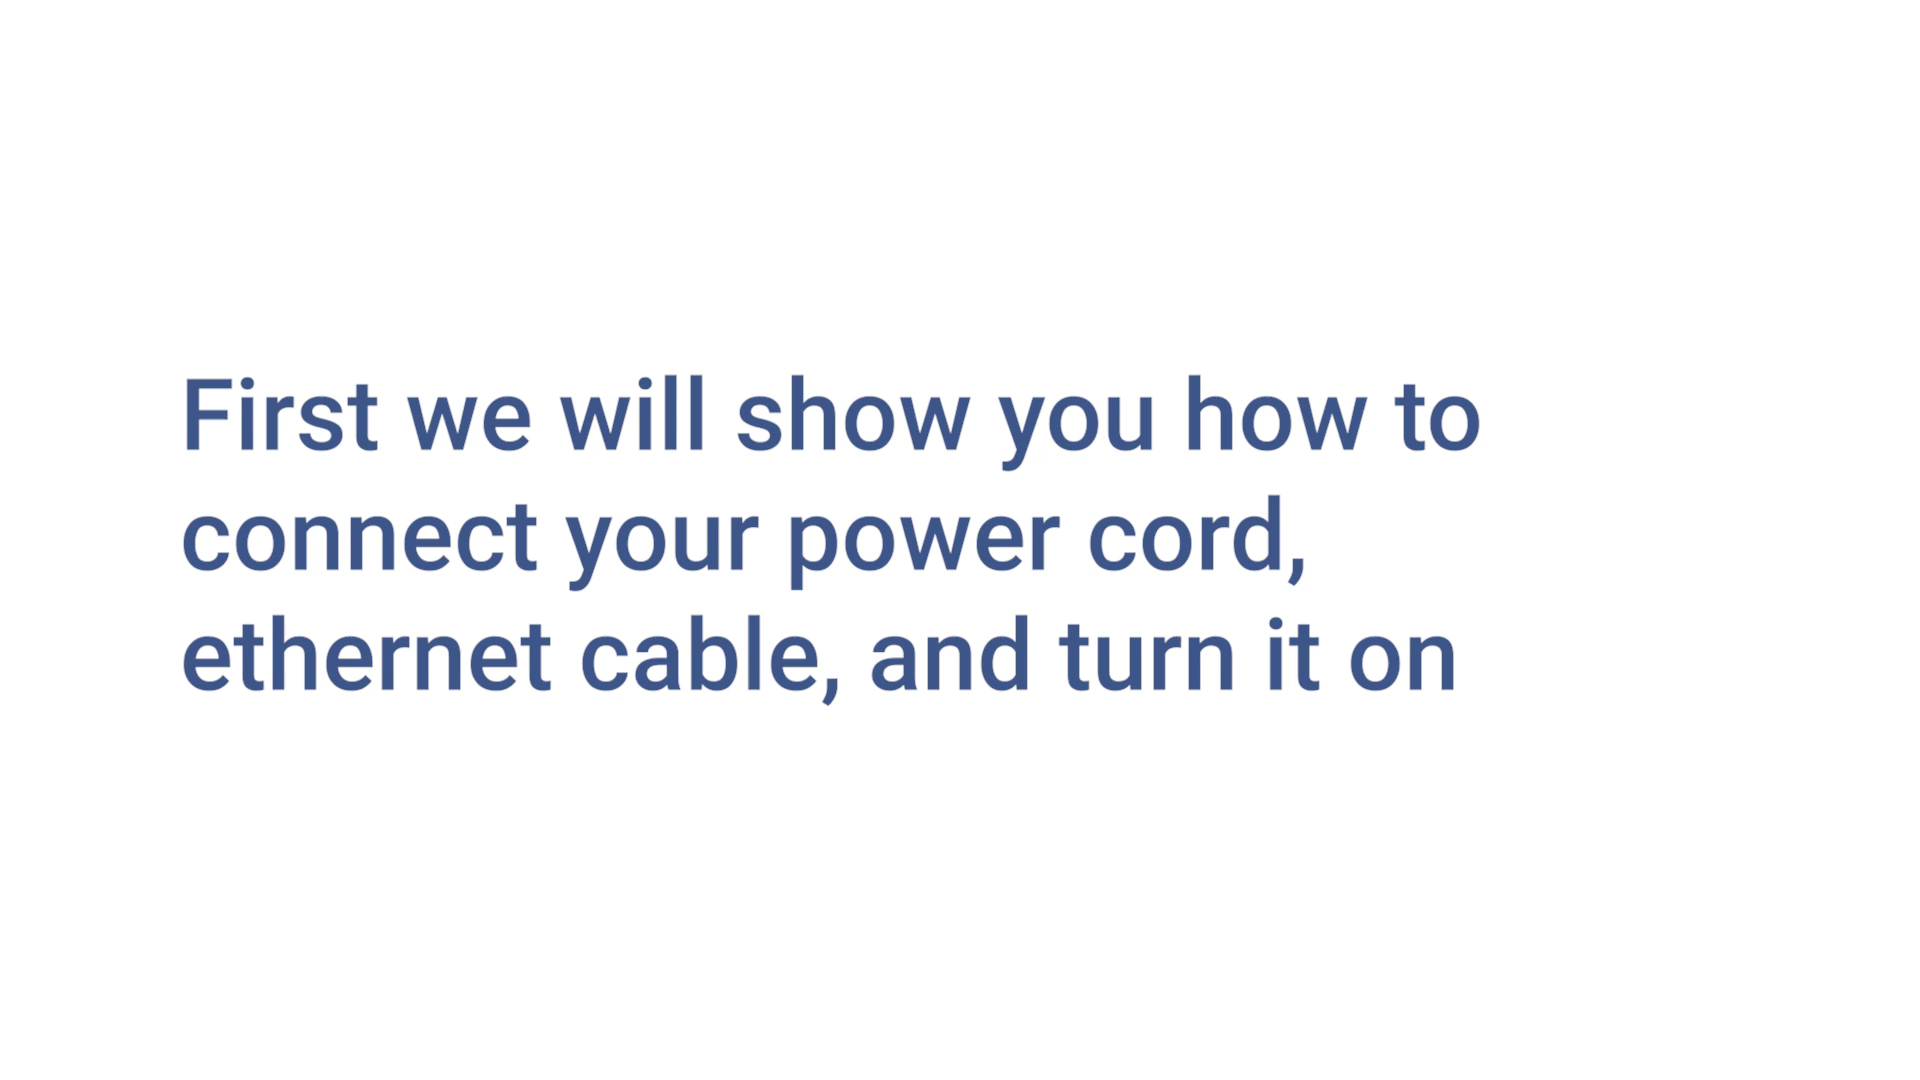 First we will show you how to
connect your power cord,
ethernet cable, and turn it on